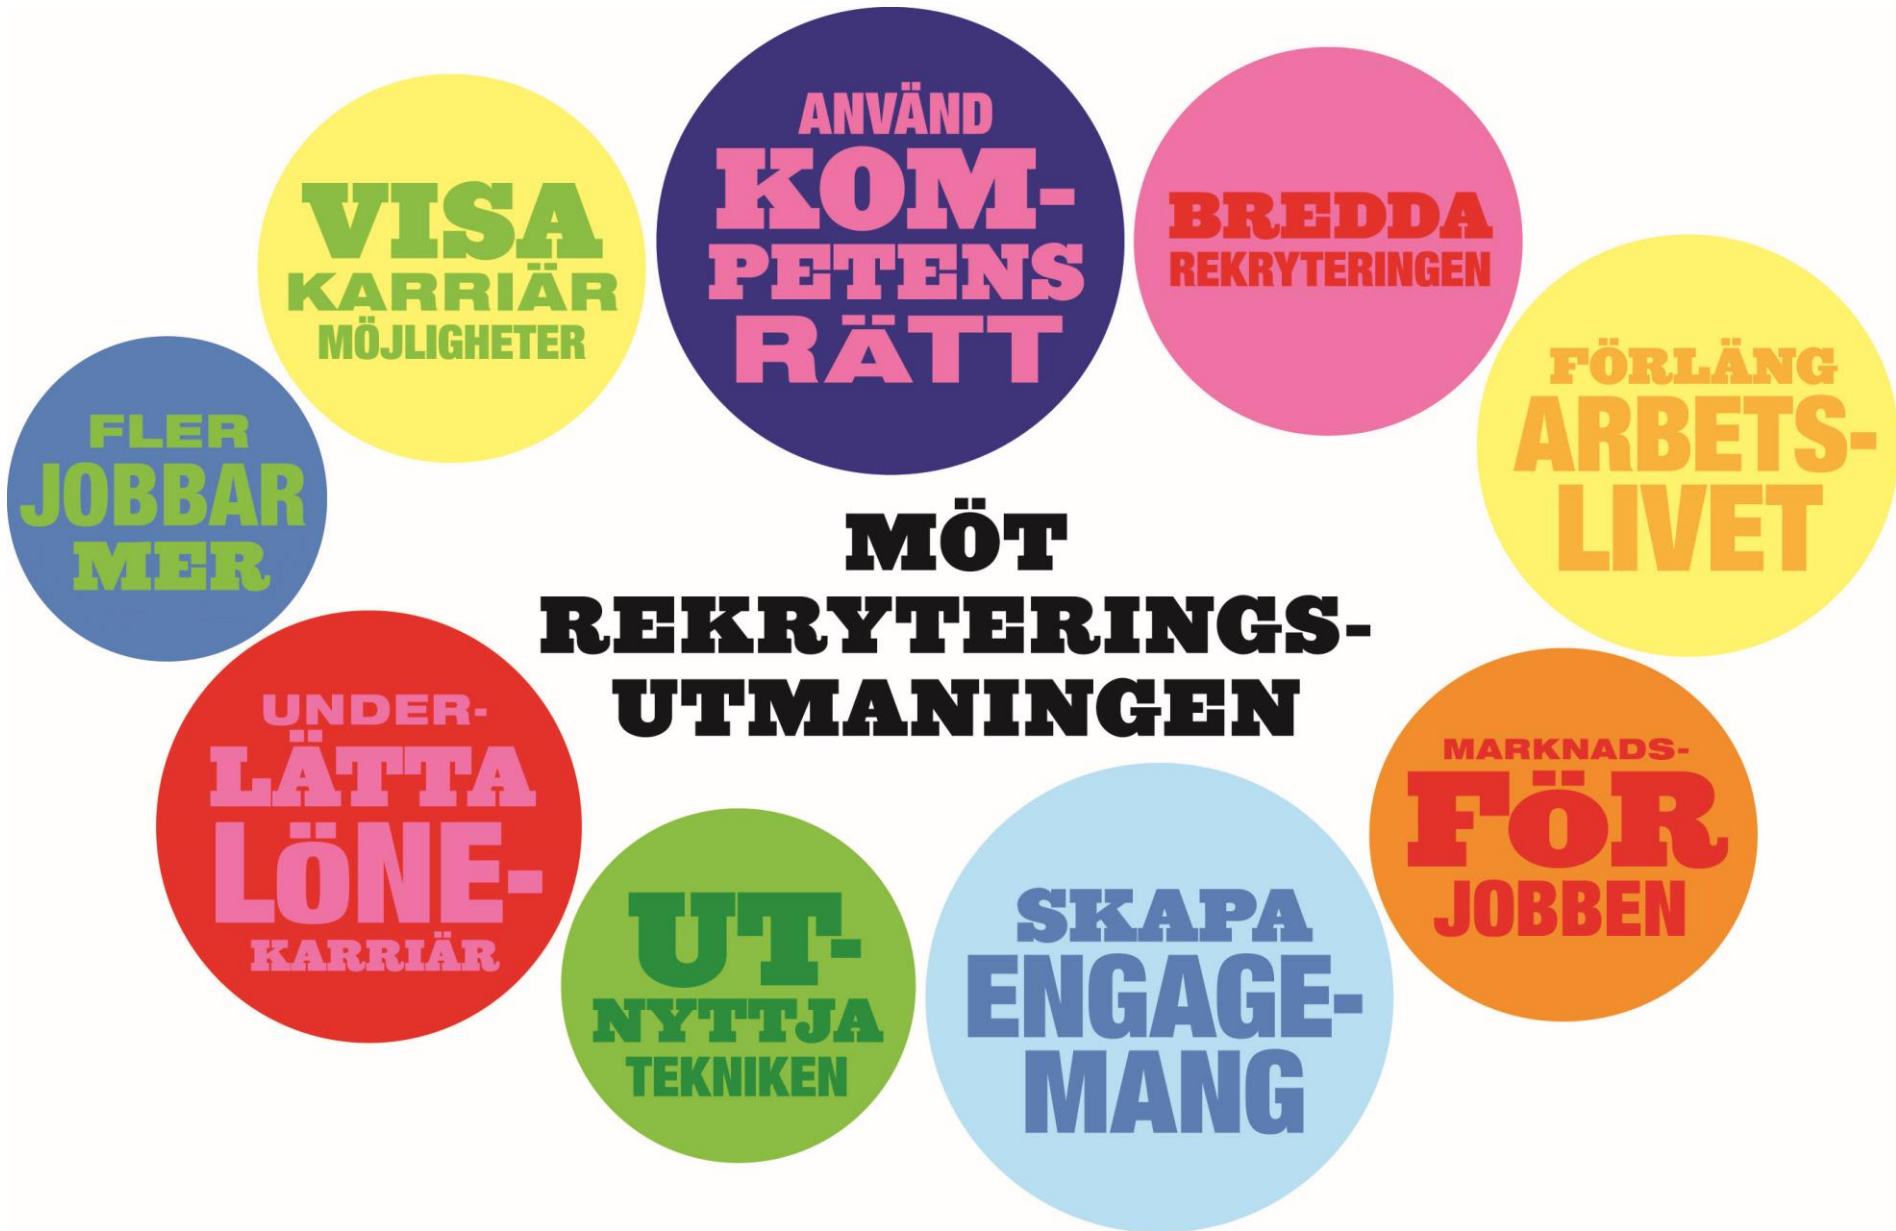 ANVÄND
KOM-
PETENS
RÄTT
VISA
KARRIÄR
MÖJLIGHETER
BREDDA
REKRYTERINGEN
FÖRLÄNG
ARBETS-
LIVET
FLER
JOBBAR
MER
MÖT
REKRYTERINGS-
UTMANINGEN
UNDER-
LÄTTA
LÖNE-
KARRIÄR
MARKNADS-
FÖR
JOBBEN
UT-
NYTTJA
TEKNIKEN
SKAPA
ENGAGE-
MANG